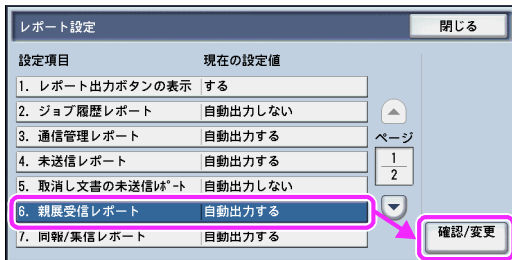 レポート設定
閉じる
設定項目 現在の設定値
1. レポート出力ボタンの表示 する
2. ジョブ履歴レポート 自動出力しない
3. 通信管理レポート 自動出力する
4. 未送信レポート 自動出力する
5. 取消し文書の未送信ﾚﾎﾟｰﾄ 自動出力しない
6. 親展受信レポート 自動出力する
7. 同報/集信レポート 自動出力する
ページ
1
2
確認/変更